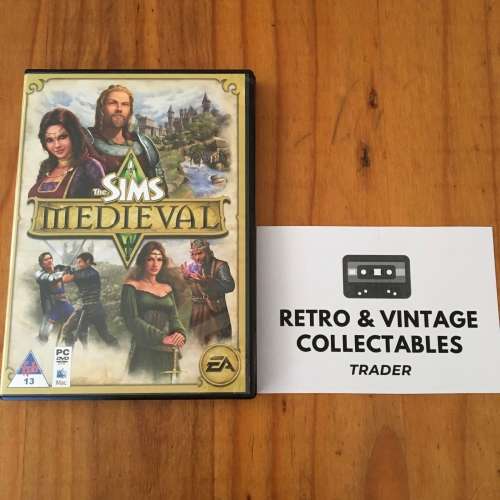 The
SIMS
MEDIEVAL
13
PC
DVD
Mac
EA
RETRO & VINTAGE
COLLECTABLES
TRADER